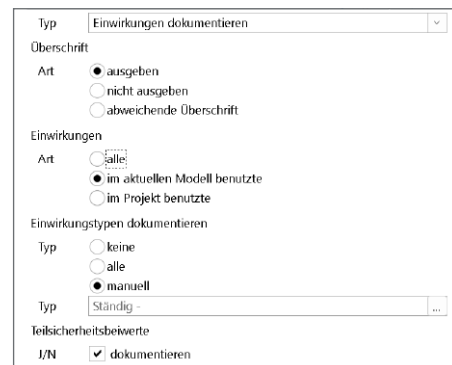 Typ Einwirkungen dokumentieren
Überschrift
Art ausgeben
nicht ausgeben
abweichende Überschrift
Einwirkungen
Art alle
im aktuellen Modell benutzte
im Projekt benutzte
Einwirkungstypen dokumentieren
Typ keine
alle
manuell
Typ Ständig - ...
Teilsicherheitsbeiwerte
J/N dokumentieren